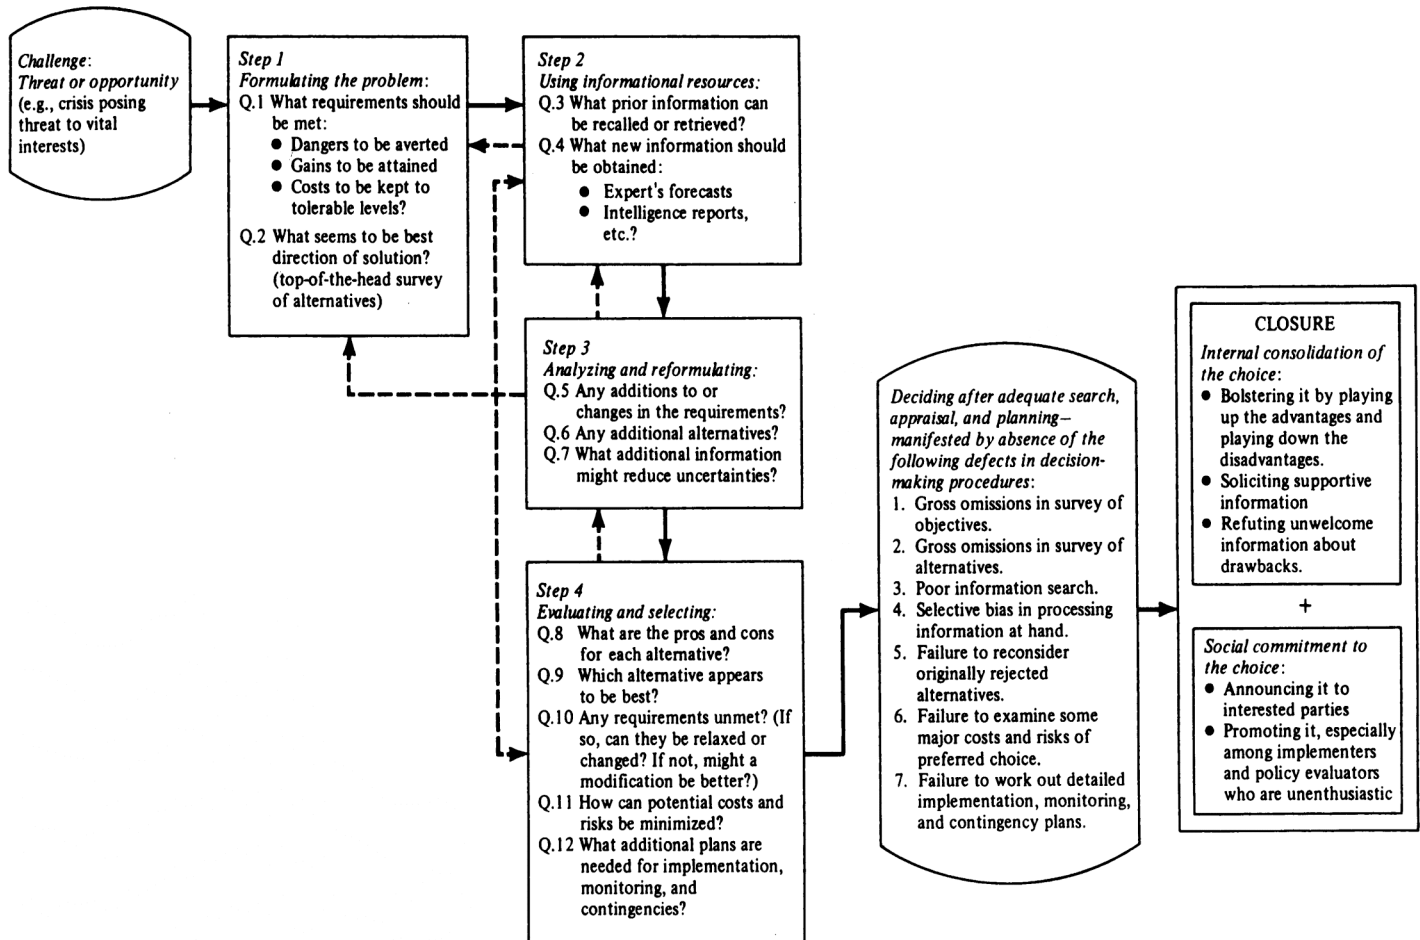 Challenge:
Threat or opportunity
(e.g., crisis posing
threat to vital
interests)
Step 1
Formulating the problem:
Q.1 What requirements should
be met:
● Dangers to be averted
● Gains to be attained
● Costs to be kept to
tolerable levels?
Q.2 What seems to be best
direction of solution?
(top-of-the-head survey
of alternatives)
Step 2
Using informational resources:
Q.3 What prior information can
be recalled or retrieved?
Q.4 What new information should
be obtained:
● Expert's forecasts
● Intelligence reports,
etc.?
Step 3
Analyzing and reformulating:
Q.5 Any additions to or
changes in the requirements?
Q.6 Any additional alternatives?
Q.7 What additional information
might reduce uncertainties?
Step 4
Evaluating and selecting:
Q.8 What are the pros and cons
for each alternative?
Q.9 Which alternative appears
to be best?
Q.10 Any requirements unmet? (If
so, can they be relaxed or
changed? If not, might a
modification be better?)
Q.11 How can potential costs and
risks be minimized?
Q.12 What additional plans are
needed for implementation,
monitoring, and
contingencies?
Deciding after adequate search,
appraisal, and planning—
manifested by absence of the
following defects in decision-
making procedures:
1. Gross omissions in survey of
objectives.
2. Gross omissions in survey of
alternatives.
3. Poor information search.
4. Selective bias in processing
information at hand.
5. Failure to reconsider
originally rejected
alternatives.
6. Failure to examine some
major costs and risks of
preferred choice.
7. Failure to work out detailed
implementation, monitoring,
and contingency plans.
CLOSURE
Internal consolidation of
the choice:
● Bolstering it by playing
up the advantages and
playing down the
disadvantages.
● Soliciting supportive
information
● Refuting unwelcome
information about
drawbacks.
+
Social commitment to
the choice:
● Announcing it to
interested parties
● Promoting it, especially
among implementers
and policy evaluators
who are unenthusiastic